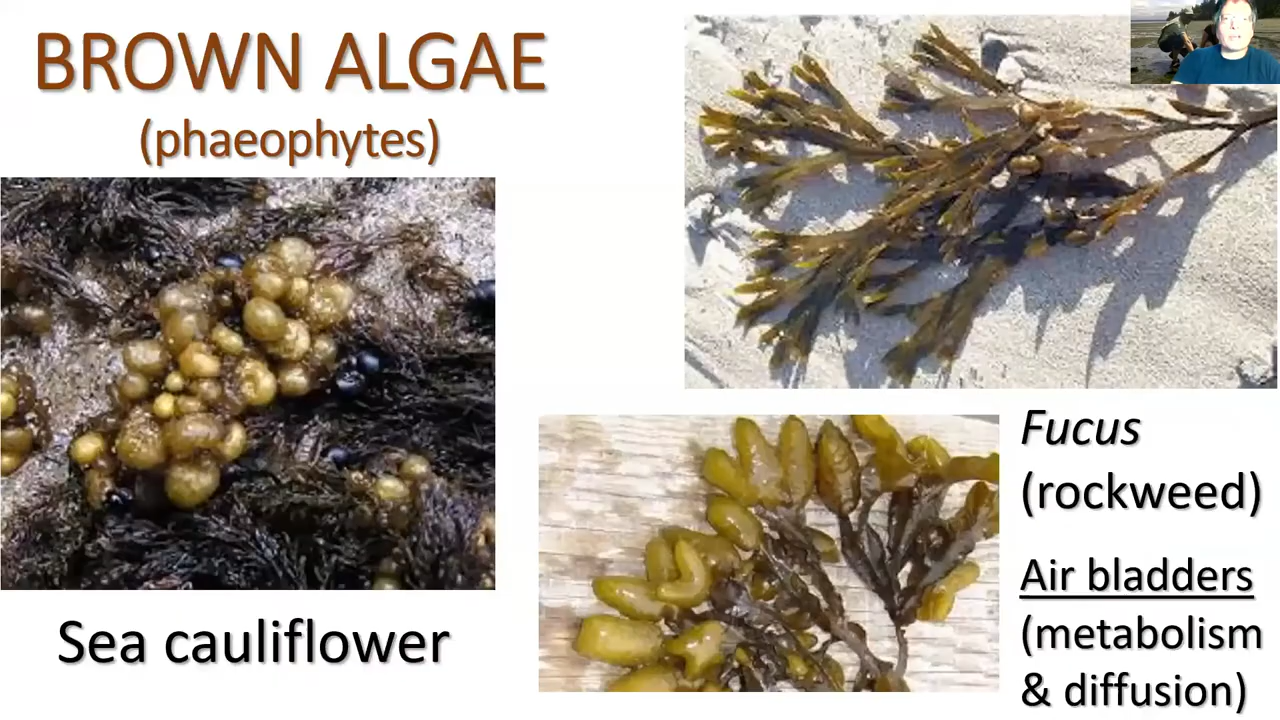 BROWN ALGAE
(phaeophytes)
Sea cauliflower
Fucus
(rockweed)
Air bladders
(metabolism
& diffusion)